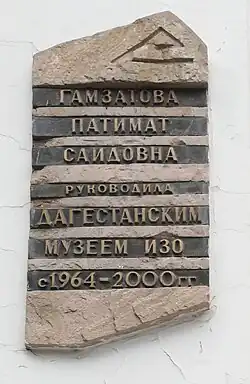 ГАМЗАТОВА
ПАТИМАТ
САИДОВНА
РУКОВОДИЛА
ДАГЕСТАНСКИМ
МУЗЕЕМ ИЗО
с 1964-2000 гг